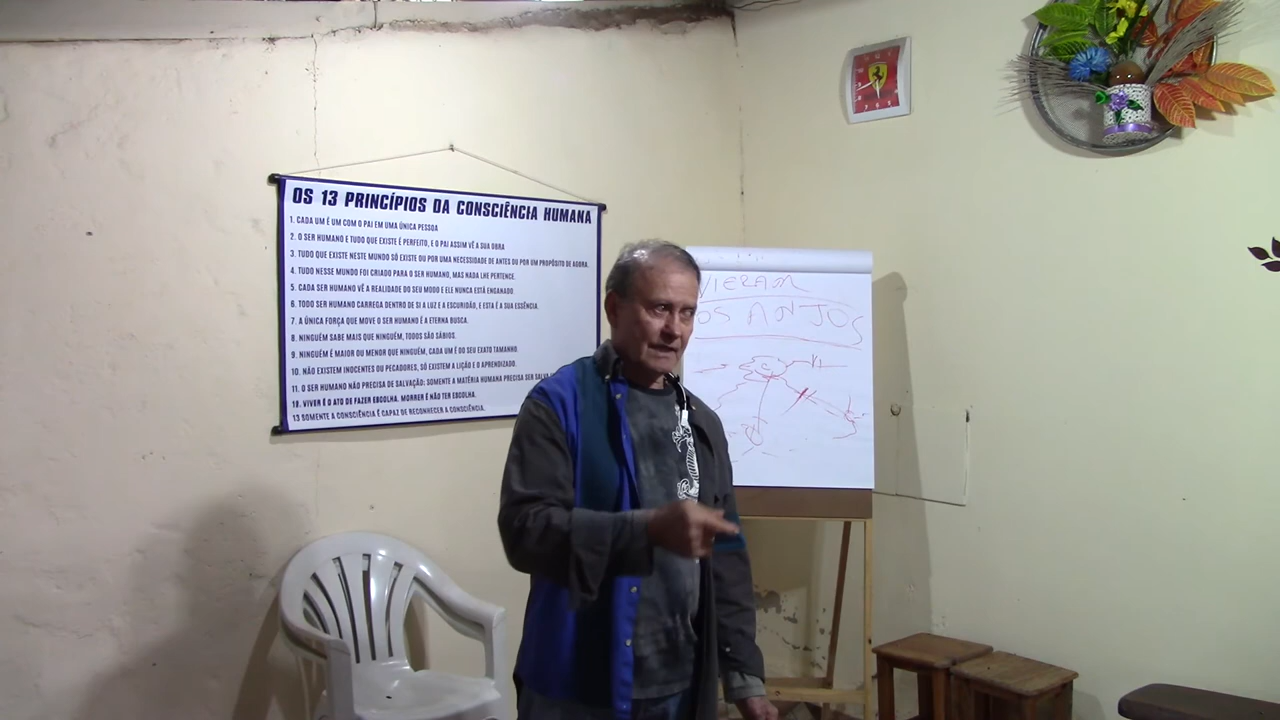 OS 13 PRINCÍPIOS DA CONSCIÊNCIA HUMANA
1. CADA UM É UM COM O PAI EM UMA ÚNICA PESSOA
2. O SER HUMANO E TUDO QUE EXISTE É PERFEITO, E O PAI ASSIM VÊ A SUA OBRA
3. TUDO QUE EXISTE NESTE MUNDO SÓ EXISTE OU POR UMA NECESSIDADE DE ANTES OU POR UM PROPÓSITO DE AGORA.
4. TUDO NESSE MUNDO FOI CRIADO PARA O SER HUMANO, MAS NADA LHE PERTENCE.
5. CADA SER HUMANO VÊ A REALIDADE DO SEU MODO E ELE NUNCA ESTÁ ENGANADO.
6. TODO SER HUMANO CARREGA DENTRO DE SI A LUZ E A ESCURIDÃO, E ESTA É A SUA ESSÊNCIA.
7. A ÚNICA FORÇA QUE MOVE O SER HUMANO É A ETERNA BUSCA.
8. NINGUÉM SABE MAIS QUE NINGUÉM, TODOS SÃO SÁBIOS.
9. NINGUÉM É MAIOR OU MENOR QUE NINGUÉM, CADA UM É DO SEU EXATO TAMANHO.
10. NÃO EXISTEM INOCENTES OU PECADORES, SÓ EXISTEM A LIÇÃO E O APRENDIZADO.
11. O SER HUMANO NÃO PRECISA DE SALVAÇÃO; SOMENTE A MATÉRIA HUMANA PRECISA SER
12. VIVER É O ATO DE FAZER ESCOLHA. MORRER É NÃO TER ESCOLHA.
13 SOMENTE A CONSCIÊNCIA É CAPAZ DE RECONHECER A CONSCIÊNCIA.
VIERAM
OS ANJOS